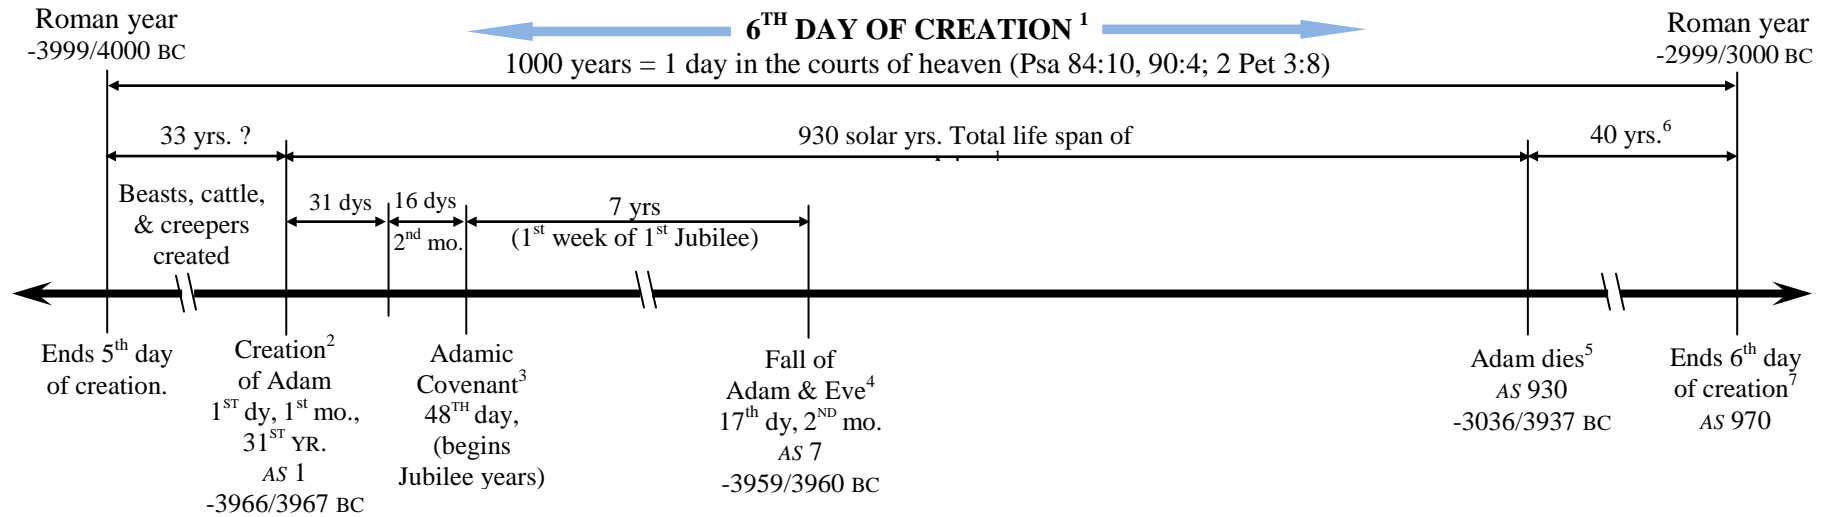 Roman year
-3999/4000 BC
6TH DAY OF CREATION 1
1000 years = 1 day in the courts of heaven (Psa 84:10, 90:4; 2 Pet 3:8)
Roman year
-2999/3000 BC
33 yrs. ?
930 solar yrs. Total life span of
40 yrs.6
Beasts, cattle,
& creepers
created
31 dys
16 dys
2nd mo.
7 yrs
(1st week of 1st Jubilee)
Ends 5th day
of creation.
Creation2
of Adam
1ST dy, 1st mo.,
31ST YR.
AS 1
-3966/3967 BC
Adamic
Covenant3
48TH day,
(begins
Jubilee years)
Fall of
Adam & Eve4
17th dy, 2ND mo.
AS 7
-3959/3960 BC
Adam dies5
AS 930
-3036/3937 BC
Ends 6th day
of creation7
AS 970